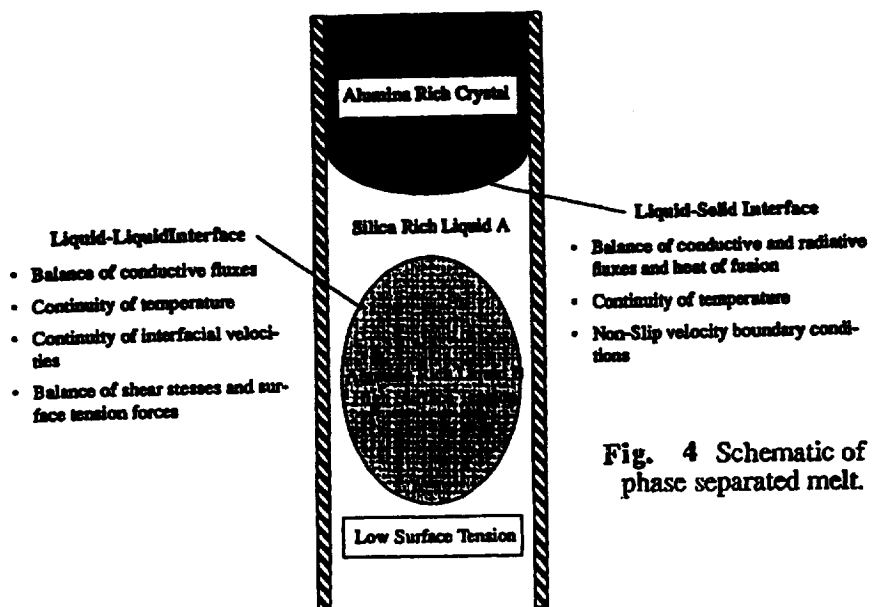 Alumina Rich Crystal
Silica Rich Liquid A
Low Surface Tension
Liquid-LiquidInterface
• Balance of conductive fluxes
• Continuity of temperature
• Continuity of interfacial veloci-
ties
• Balance of shear stesses and sur-
face tension forces
Liquid-Solid Interface
• Balance of conductive and radiative
fluxes and heat of fusion
• Continuity of temperature
• Non-Slip velocity boundary condi-
tions
Fig. 4 Schematic of
phase separated melt.